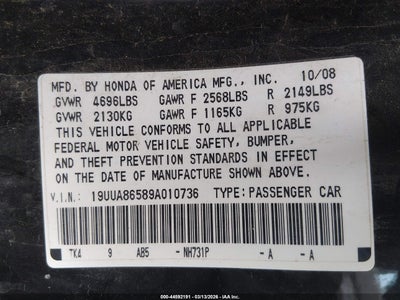 MFD. BY HONDA OF AMERICA MFG., INC. 10/08
GVWR 4696LBS GAWR F 2568LBS R 2149LBS
GVWR 2130KG GAWR F 1165KG R 975KG
THIS VEHICLE CONFORMS TO ALL APPLICABLE
FEDERAL MOTOR VEHICLE SAFETY, BUMPER,
AND THEFT PREVENTION STANDARDS IN EFFECT
ON THE DATE OF MANUFACTURE SHOWN ABOVE.
V.I.N.: 19UUA86589A010736 TYPE: PASSENGER CAR
TK4 9 AB5 -NH731P -A -A
000-44592191 - 03/13/2026 - IAA Inc.